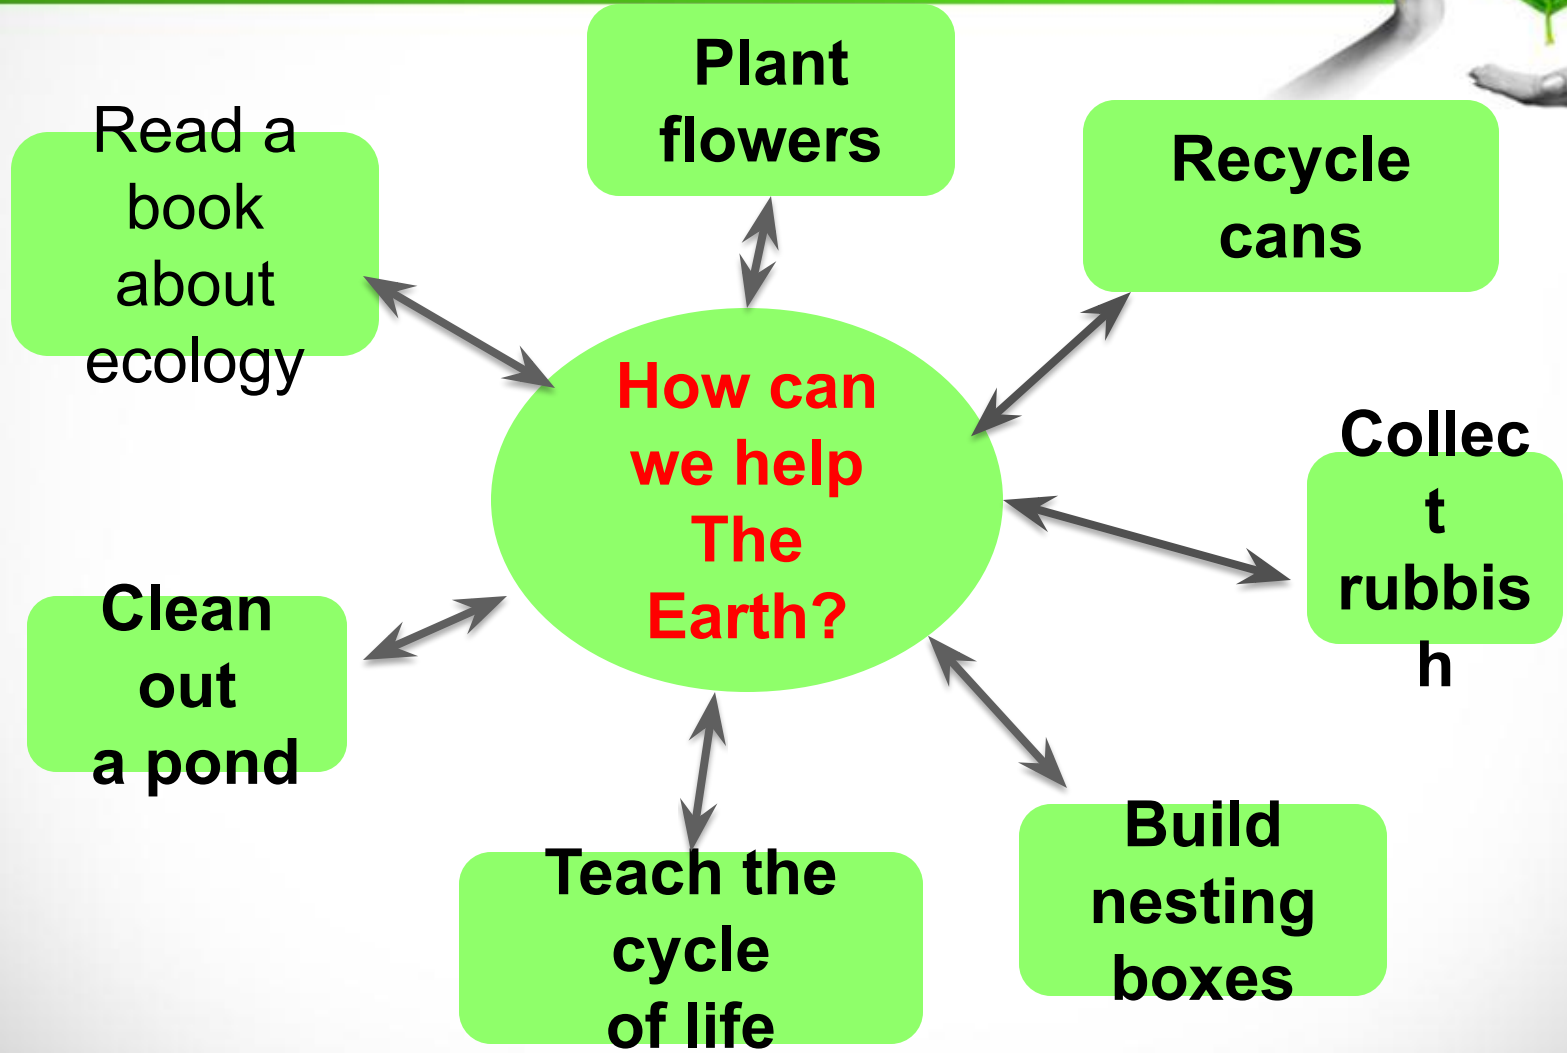 Plant
flowers
Read a
book
about
ecology
Recycle
cans
How can
we help
The
Earth?
Collec
t
rubbis
h
Clean
out
a pond
Build
nesting
boxes
Teach the
cycle
of life